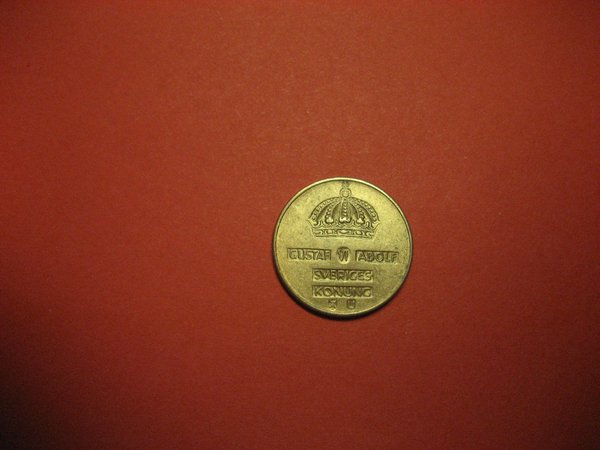 GUSTAF VI ADOLF
SVERIGES
KONUNG